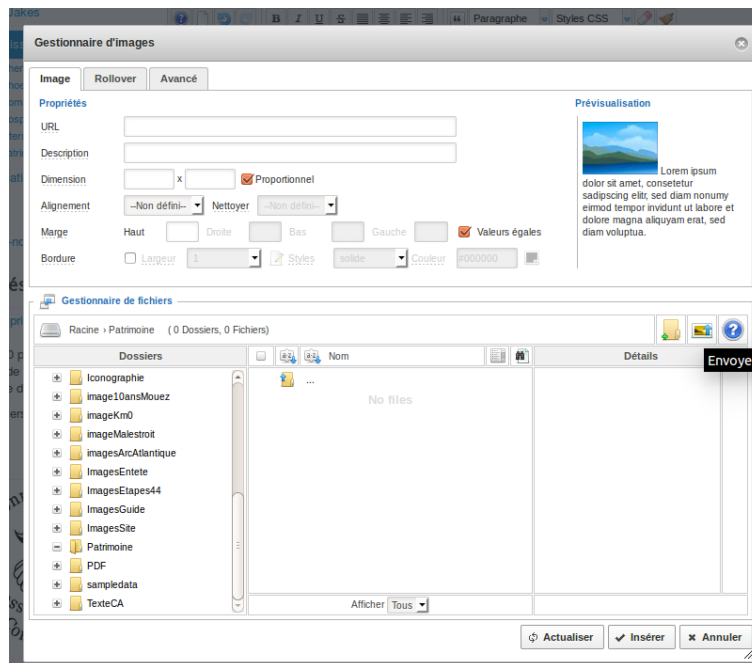 Jakes
B I U S Paragraphe Styles CSS
Gestionnaire d'images
Image Rollover Avancé
Propriétés Prévisualisation
URL
Description
Dimension x Proportionnel
Alignement --Non défini-- Nettoyer --Non défini--
Marge Haut Droite Bas Gauche Valeurs égales
Bordure Largeur 1 Styles solide Couleur #000000
Lorem ipsum
dolor sit amet, consetetur
sadipscing elitr, sed diam nonumy
eirmod tempor invidunt ut labore et
dolore magna aliquyam erat, sed
diam voluptua.
Gestionnaire de fichiers
Racine › Patrimoine ( 0 Dossiers, 0 Fichiers)
Envoye
Dossiers Nom Détails
Iconographie
image10ansMouez
imageKm0
imageMalestroit
imagesArcAtlantique
ImagesEntete
ImagesEtapes44
ImagesGuide
ImagesSite
Patrimoine
PDF
sampledata
TexteCA
...
No files
Afficher Tous
Actualiser Insérer Annuler